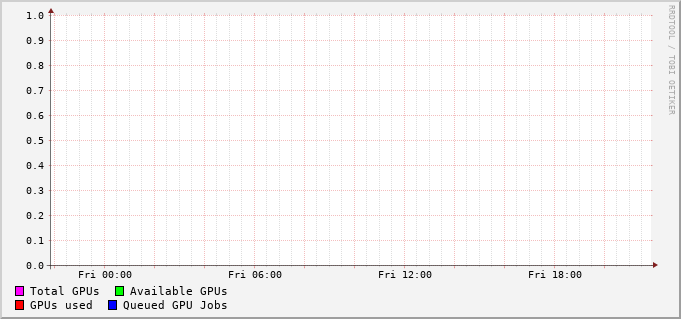 RRDTOOL / TOBI OETIKER
1.0
0.9
0.8
0.7
0.6
0.5
0.4
0.3
0.2
0.1
0.0
Fri 00:00 Fri 06:00 Fri 12:00 Fri 18:00
Total GPUs Available GPUs
GPUs used Queued GPU Jobs